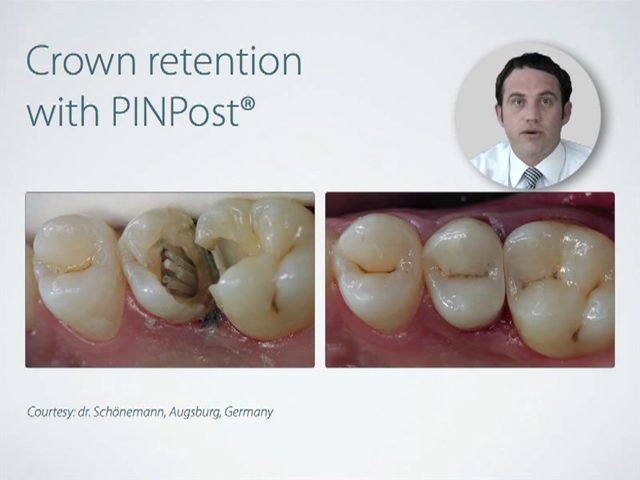 Crown retention
with PINPost®
Courtesy: dr. Schönemann, Augsburg, Germany